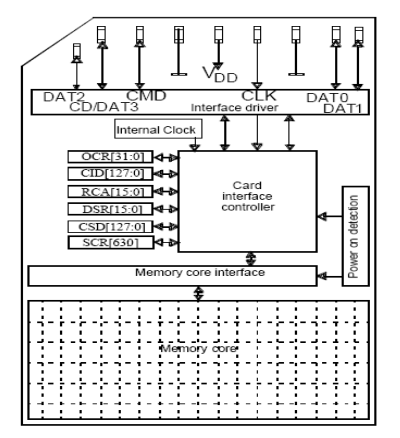 VDD
DAT2 CMD CLK DAT0
CD/DAT3 Interface driver DAT1
Internal Clock
OCR[31:0]
CID[127:0]
RCA[15:0]
DSR[15:0]
CSD[127:0]
SCR[630]
Card
interface
controller
Power on detection
Memory core interface
Memory core